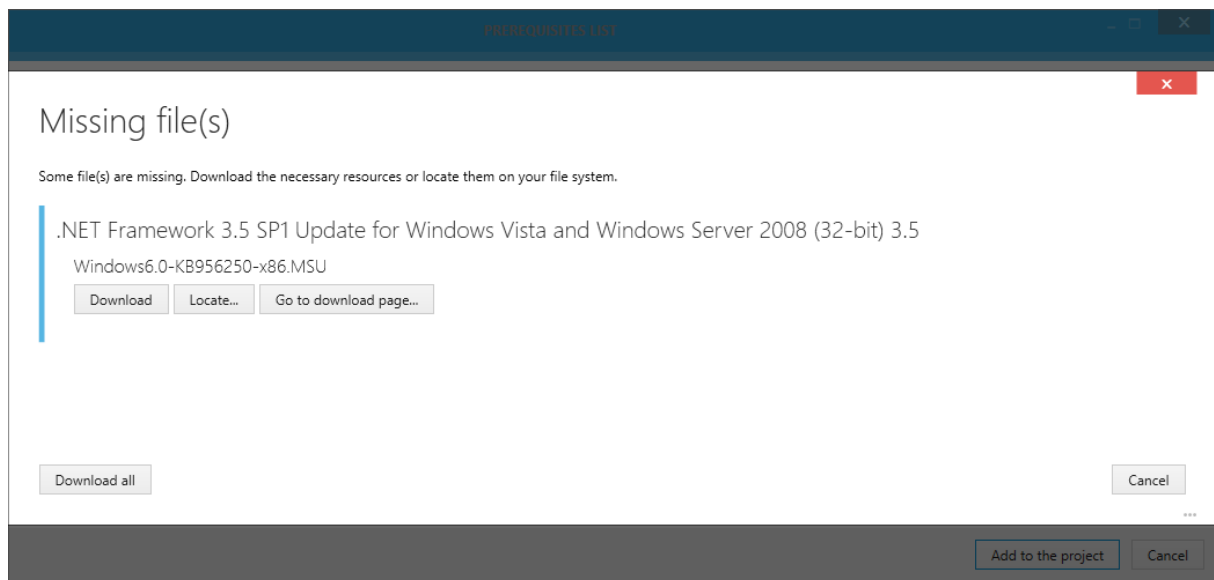 PREREQUISITES LIST
Missing file(s)
Some file(s) are missing. Download the necessary resources or locate them on your file system.
.NET Framework 3.5 SP1 Update for Windows Vista and Windows Server 2008 (32-bit) 3.5
Windows6.0-KB956250-x86.MSU
Download Locate... Go to download page...
Download all Cancel
Add to the project Cancel